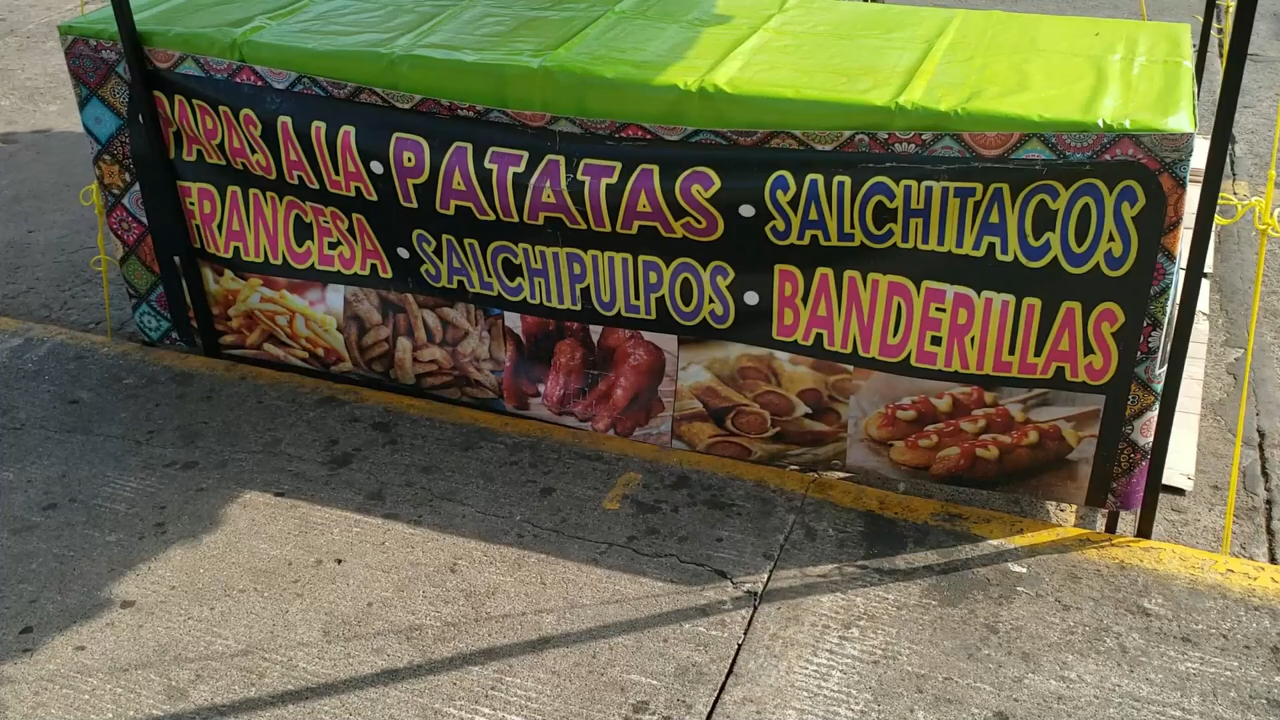 PAPAS A LA • PATATAS • SALCHITACOS
FRANCESA • SALCHIPULPOS • BANDERILLAS